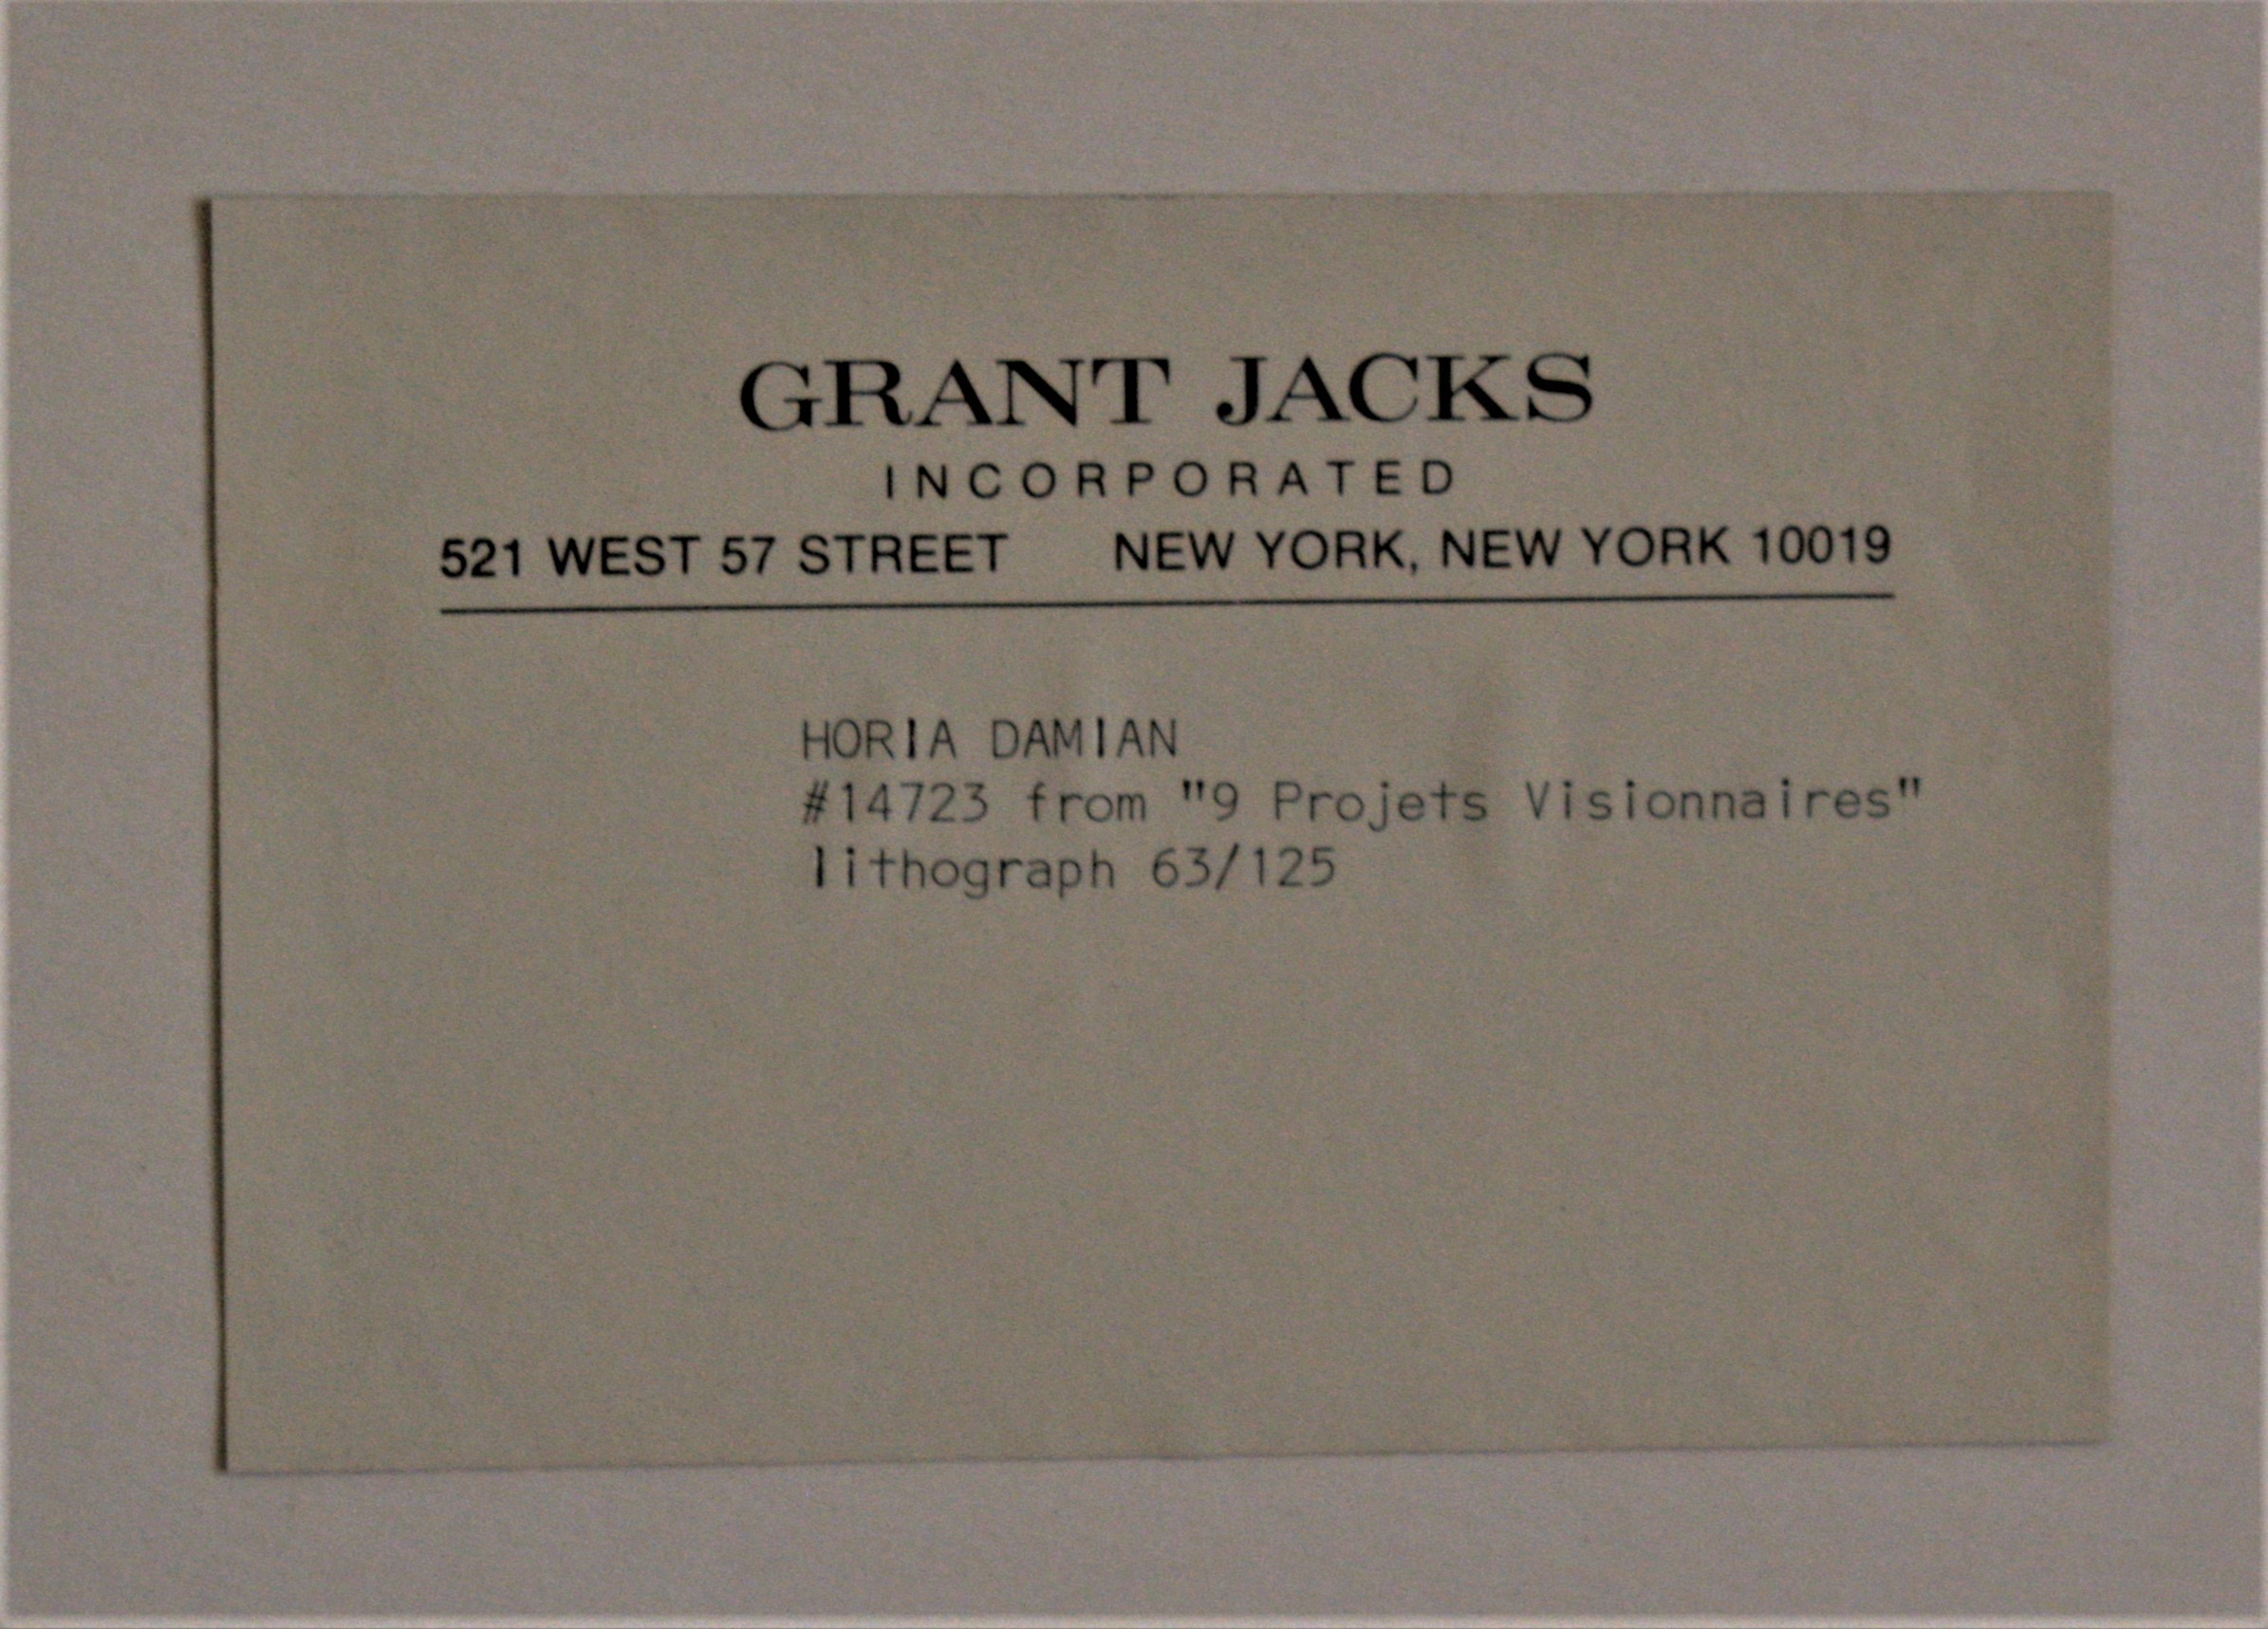 GRANT JACKS
INCORPORATED
521 WEST 57 STREET NEW YORK, NEW YORK 10019
HORIA DAMIAN
#14723 from "9 Projets Visionnaires"
lithograph 63/125